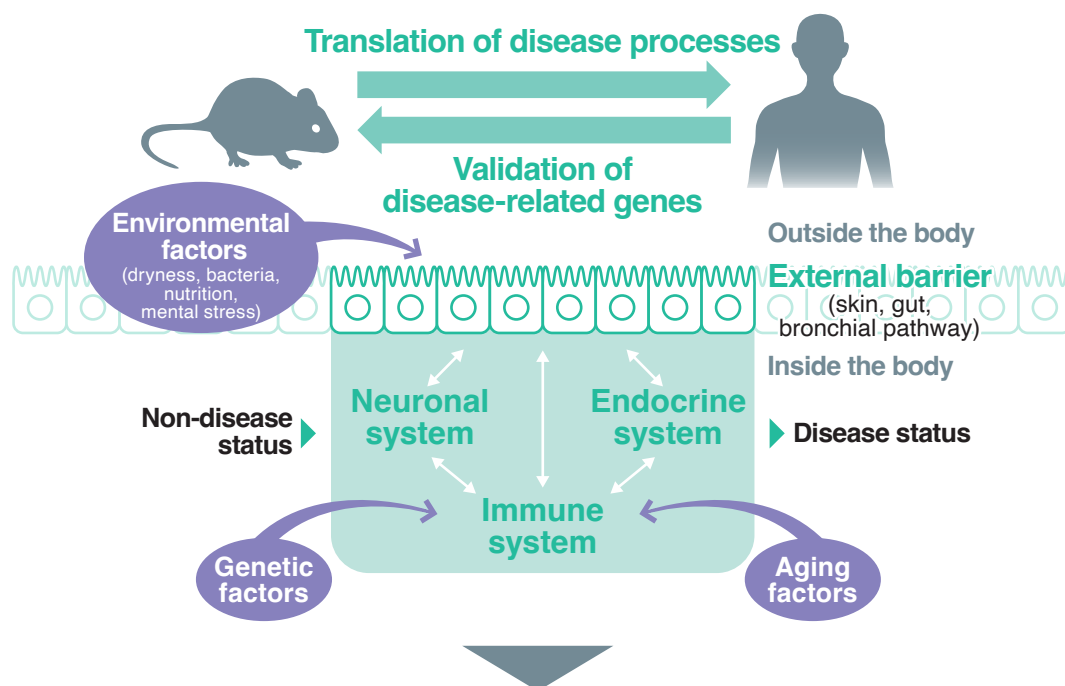 Translation of disease processes
Validation of
disease-related genes
Environmental
factors
(dryness, bacteria,
nutrition,
mental stress)
Outside the body
External barrier
(skin, gut,
bronchial pathway)
Inside the body
Non-disease
status
Neuronal
system
Endocrine
system
Disease status
Immune
system
Genetic
factors
Aging
factors